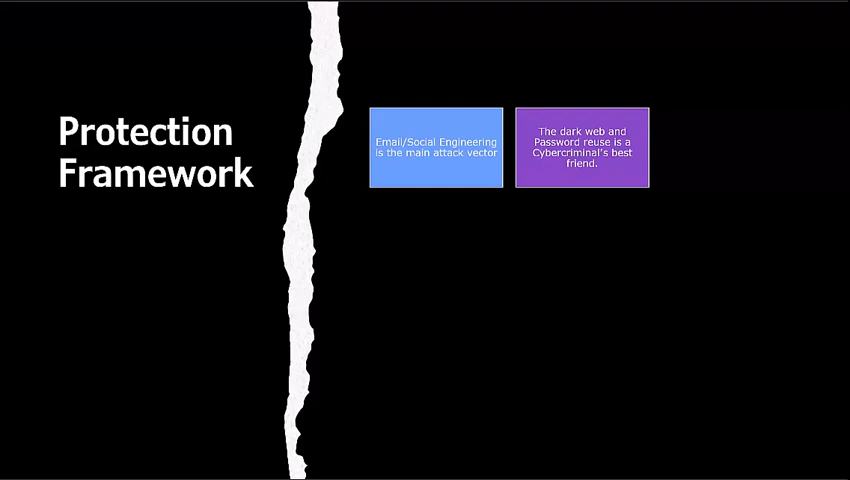 Protection
Framework
Email/Social Engineering
is the main attack vector
The dark web and
Password reuse is a
Cybercriminal's best
friend.